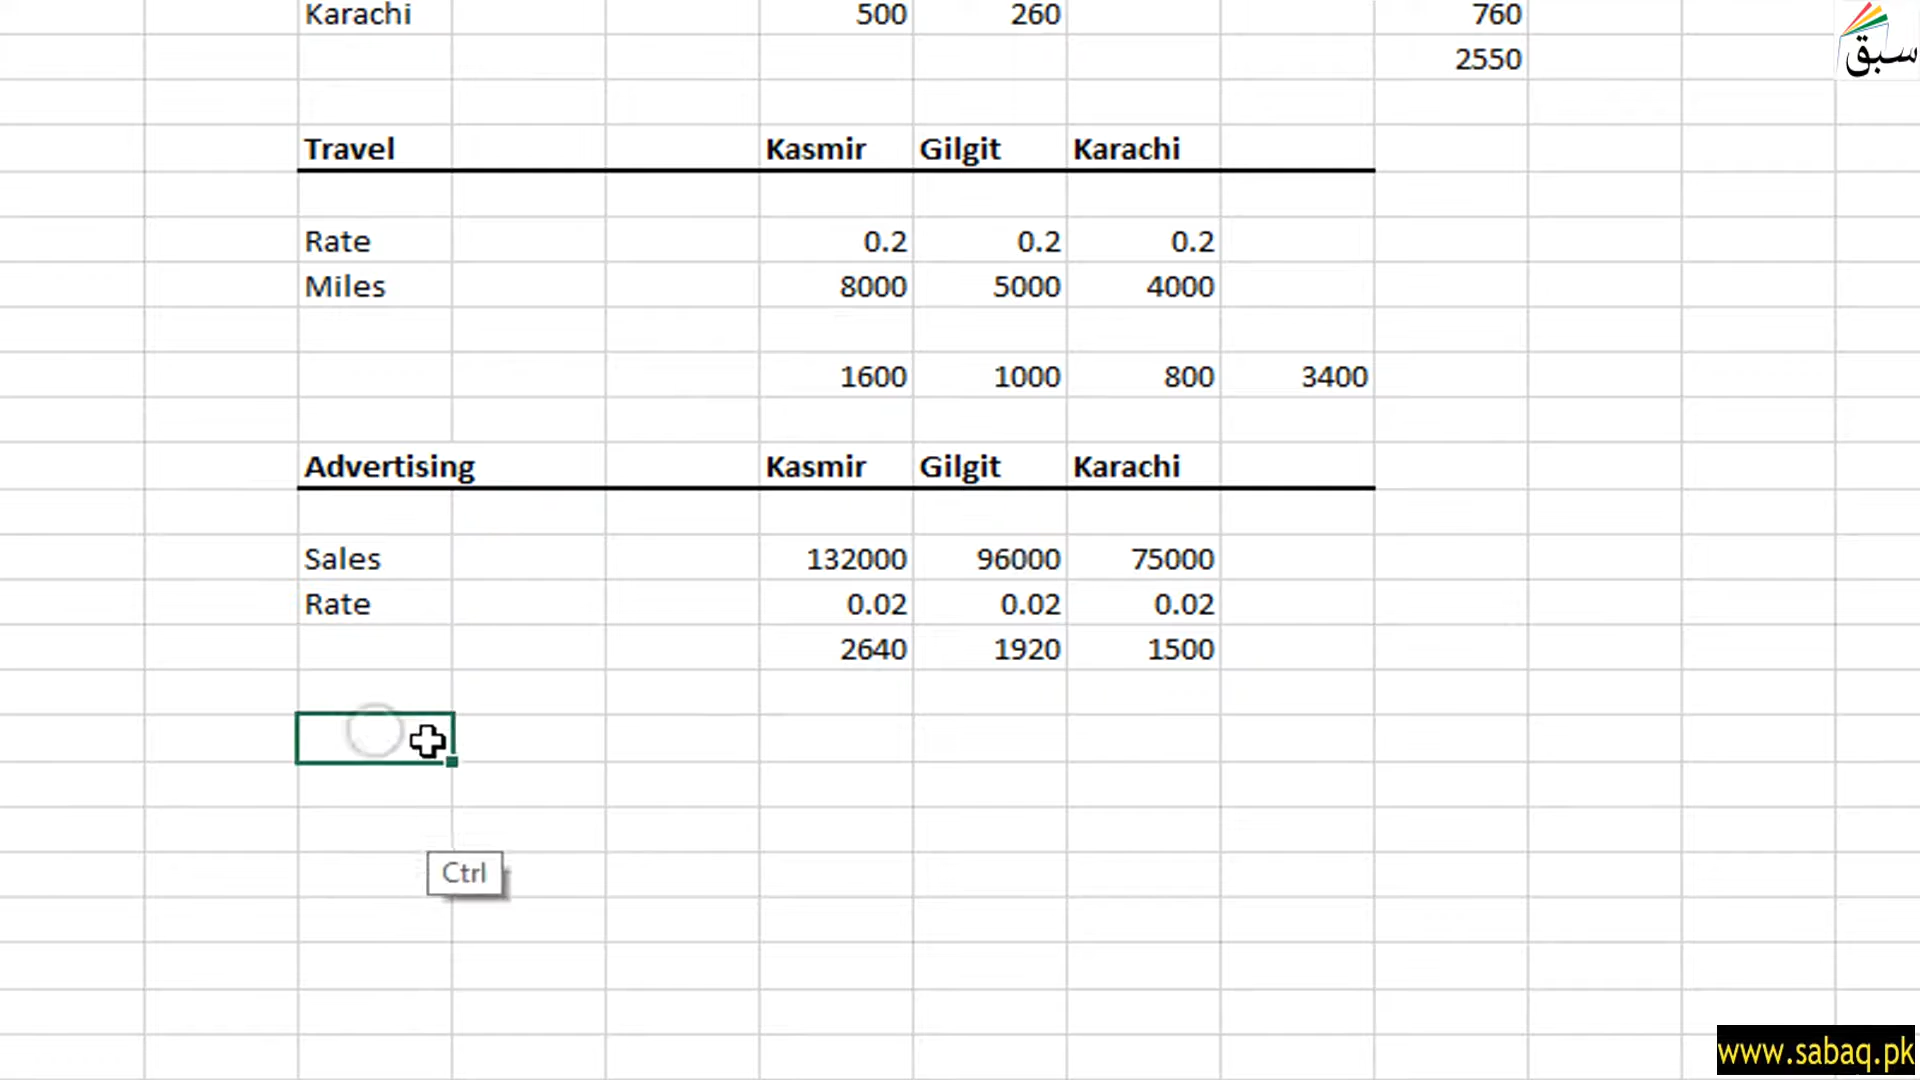 Karachi 500 260 760
2550
سبق
Travel Kasmir Gilgit Karachi
Rate 0.2 0.2 0.2
Miles 8000 5000 4000
1600 1000 800 3400
Advertising Kasmir Gilgit Karachi
Sales 132000 96000 75000
Rate 0.02 0.02 0.02
2640 1920 1500
Ctrl
www.sabaq.pk